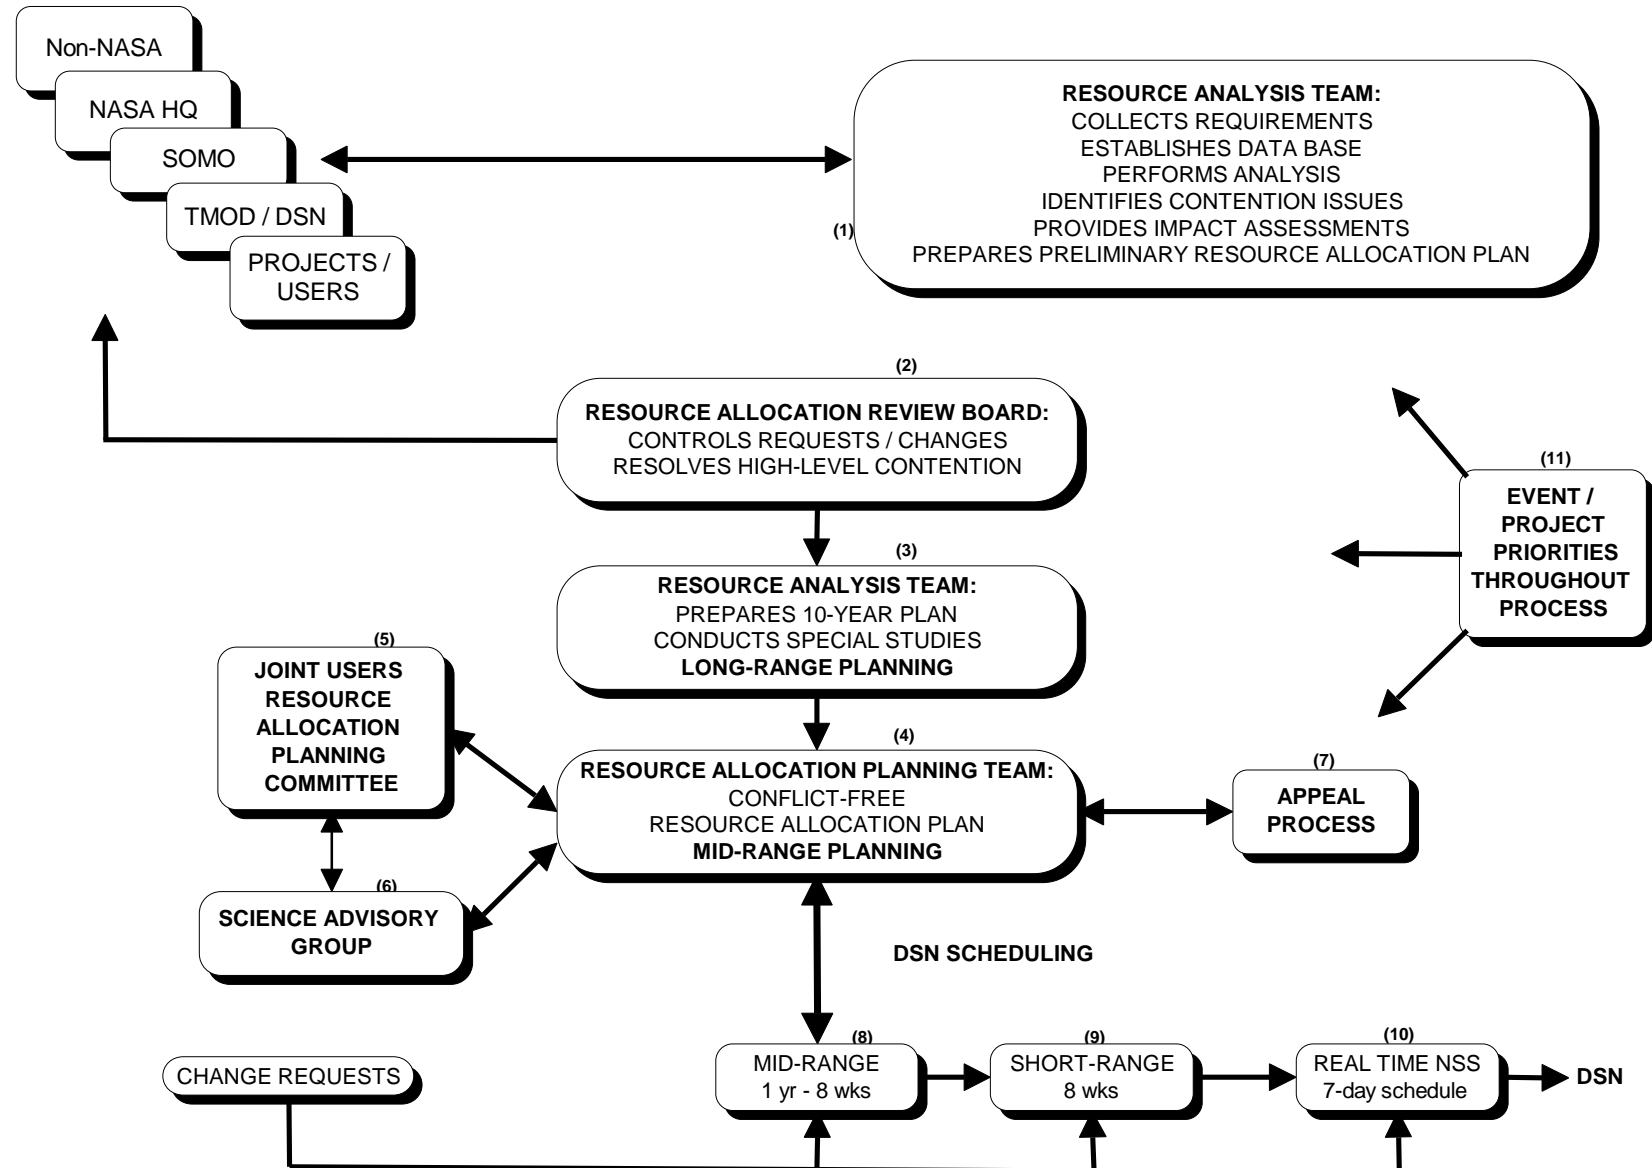 Non-NASA
NASA HQ
SOMO
TMOD / DSN
PROJECTS /
USERS
(1)
RESOURCE ANALYSIS TEAM:
COLLECTS REQUIREMENTS
ESTABLISHES DATA BASE
PERFORMS ANALYSIS
IDENTIFIES CONTENTION ISSUES
PROVIDES IMPACT ASSESSMENTS
PREPARES PRELIMINARY RESOURCE ALLOCATION PLAN
(2)
RESOURCE ALLOCATION REVIEW BOARD:
CONTROLS REQUESTS / CHANGES
RESOLVES HIGH-LEVEL CONTENTION
(11)
EVENT /
PROJECT
PRIORITIES
THROUGHOUT
PROCESS
(3)
RESOURCE ANALYSIS TEAM:
PREPARES 10-YEAR PLAN
CONDUCTS SPECIAL STUDIES
LONG-RANGE PLANNING
(5)
JOINT USERS
RESOURCE
ALLOCATION
PLANNING
COMMITTEE
(4)
RESOURCE ALLOCATION PLANNING TEAM:
CONFLICT-FREE
RESOURCE ALLOCATION PLAN
MID-RANGE PLANNING
(7)
APPEAL
PROCESS
(6)
SCIENCE ADVISORY
GROUP
DSN SCHEDULING
(8)
MID-RANGE
1 yr - 8 wks
(9)
SHORT-RANGE
8 wks
(10)
REAL TIME NSS
7-day schedule
DSN
CHANGE REQUESTS